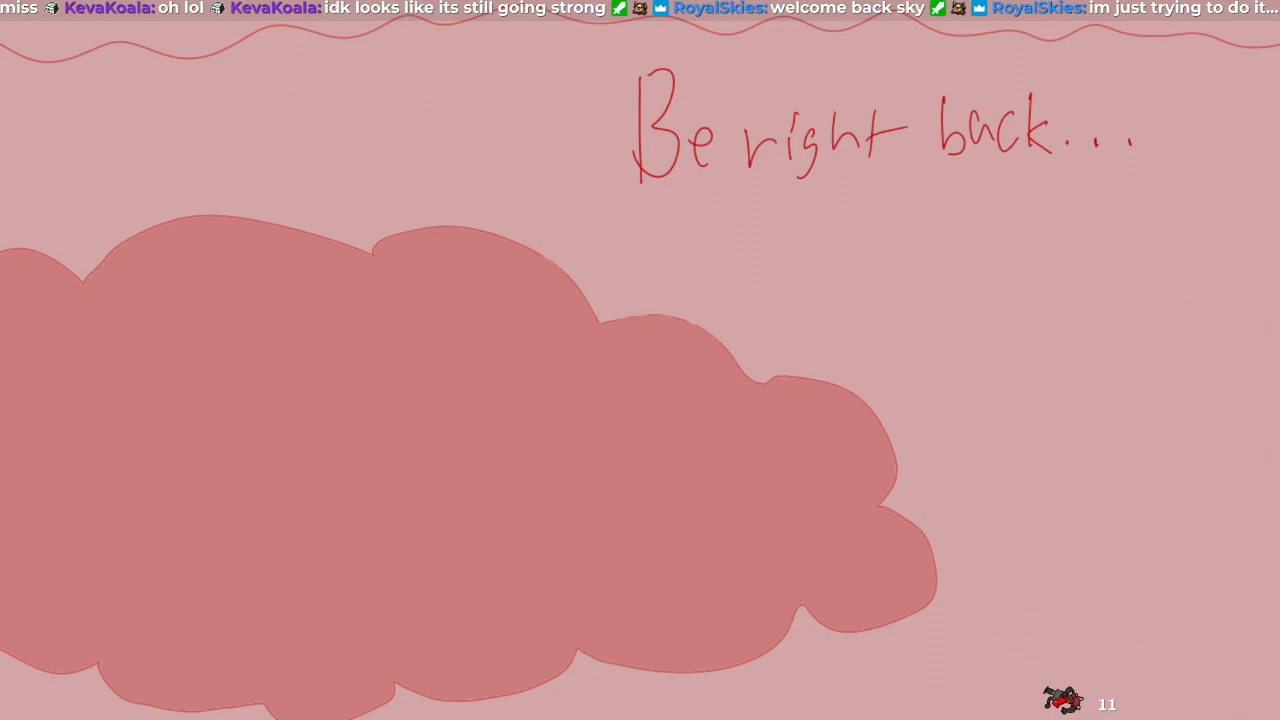 miss KevaKoala: oh lol KevaKoala: idk looks like its still going strong RoyalSkies: welcome back sky RoyalSkies: im just trying to do it...
Be right back...
11